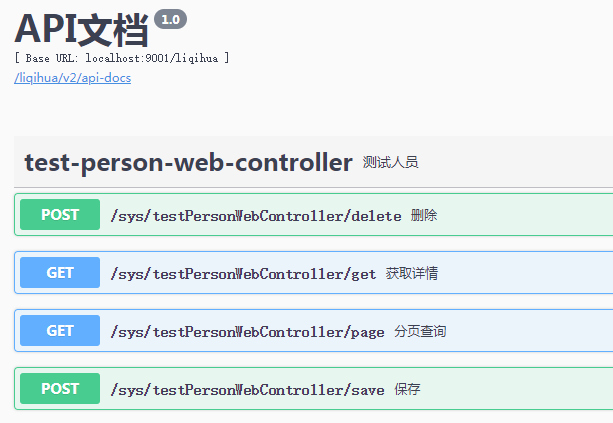 API文档 1.0
[ Base URL: localhost:9001/liqihua ]
/liqihua/v2/api-docs
test-person-web-controller 测试人员
POST /sys/testPersonWebController/delete 删除
GET /sys/testPersonWebController/get 获取详情
GET /sys/testPersonWebController/page 分页查询
POST /sys/testPersonWebController/save 保存